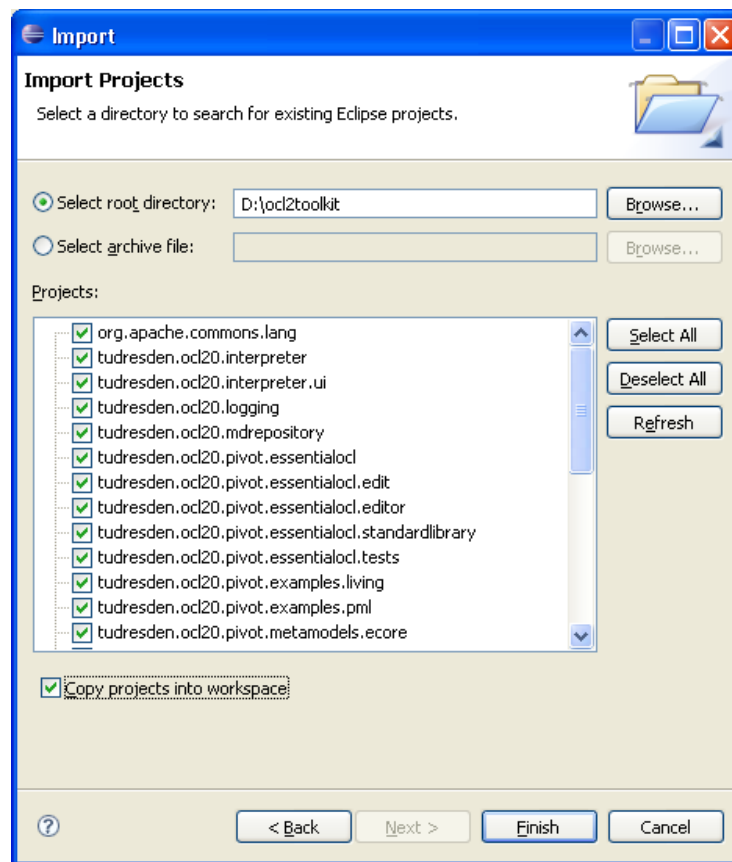 Import
Import Projects
Select a directory to search for existing Eclipse projects.
Select root directory: D:\ocl2toolkit Browse...
Select archive file: Browse...
Projects:
org.apache.commons.lang
tudresden.ocl20.interpreter
tudresden.ocl20.interpreter.ui
tudresden.ocl20.logging
tudresden.ocl20.mdrepository
tudresden.ocl20.pivot.essentialocl
tudresden.ocl20.pivot.essentialocl.edit
tudresden.ocl20.pivot.essentialocl.editor
tudresden.ocl20.pivot.essentialocl.standardlibrary
tudresden.ocl20.pivot.essentialocl.tests
tudresden.ocl20.pivot.examples.living
tudresden.ocl20.pivot.examples.pml
tudresden.ocl20.pivot.metamodels.ecore
Select All
Deselect All
Refresh
Copy projects into workspace
? < Back Next > Finish Cancel